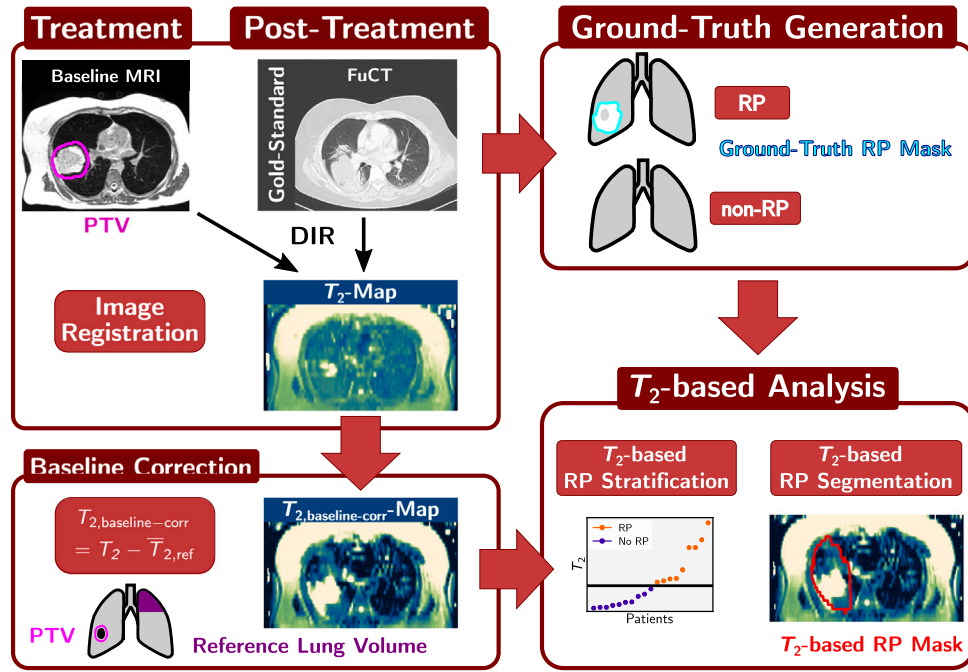 Treatment
Post-Treatment
Baseline MRI
PTV
Gold-Standard
FuCT
DIR
T₂-Map
Image
Registration
Ground-Truth Generation
RP
Ground-Truth RP Mask
non-RP
Baseline Correction
T₂,baseline−corr
= T₂ − T̅₂,ref
PTV
T₂,baseline-corr-Map
Reference Lung Volume
T₂-based Analysis
T₂-based
RP Stratification
RP
No RP
T₂
Patients
T₂-based
RP Segmentation
T₂-based RP Mask